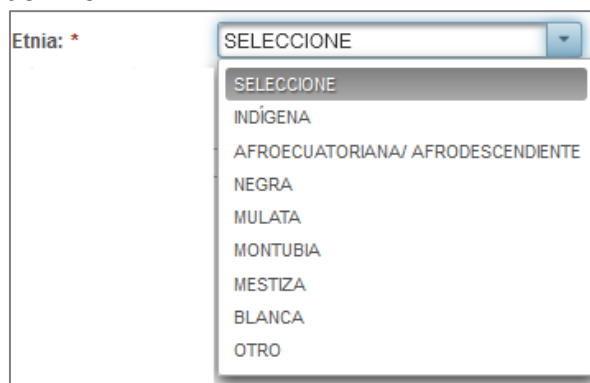 Etnia: * SELECCIONE
SELECCIONE
INDÍGENA
AFROECUATORIANA/ AFRODESCENDIENTE
NEGRA
MULATA
MONTUBIA
MESTIZA
BLANCA
OTRO